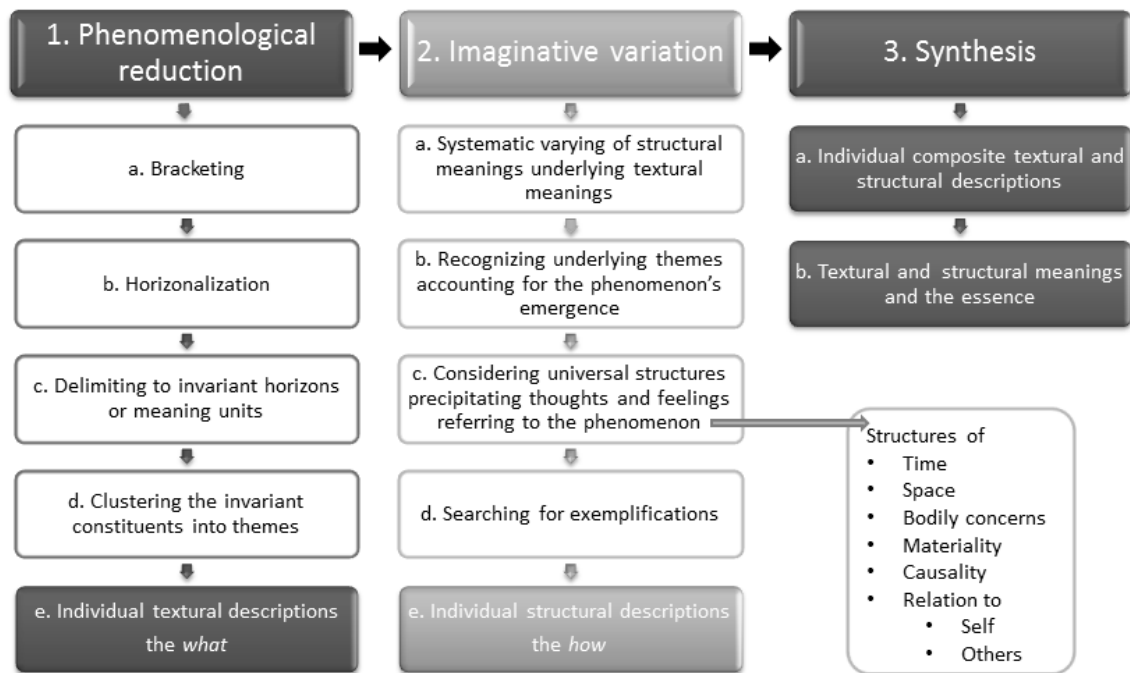 1. Phenomenological
reduction
a. Bracketing
b. Horizonalization
c. Delimiting to invariant horizons
or meaning units
d. Clustering the invariant
constituents into themes
e. Individual textural descriptions
the what
2. Imaginative variation
a. Systematic varying of structural
meanings underlying textural
meanings
b. Recognizing underlying themes
accounting for the phenomenon's
emergence
c. Considering universal structures
precipitating thoughts and feelings
referring to the phenomenon
d. Searching for exemplifications
e. Individual structural descriptions
the how
3. Synthesis
a. Individual composite textural and
structural descriptions
b. Textural and structural meanings
and the essence
Structures of
• Time
• Space
• Bodily concerns
• Materiality
• Causality
• Relation to
• Self
• Others